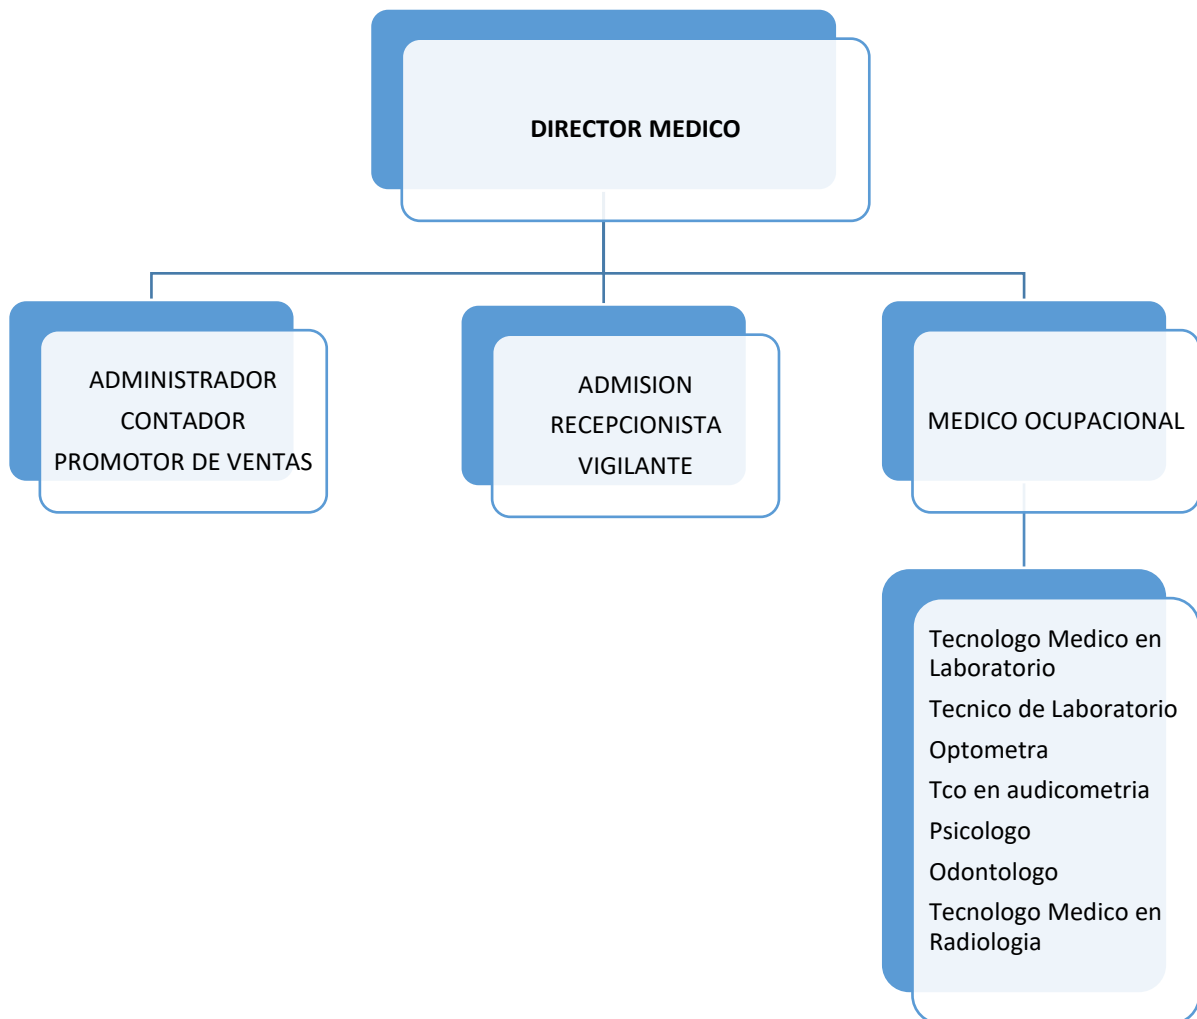 DIRECTOR MEDICO
ADMINISTRADOR
CONTADOR
PROMOTOR DE VENTAS
ADMISION
RECEPCIONISTA
VIGILANTE
MEDICO OCUPACIONAL
Tecnologo Medico en
Laboratorio
Tecnico de Laboratorio
Optometra
Tco en audicometria
Psicologo
Odontologo
Tecnologo Medico en
Radiologia